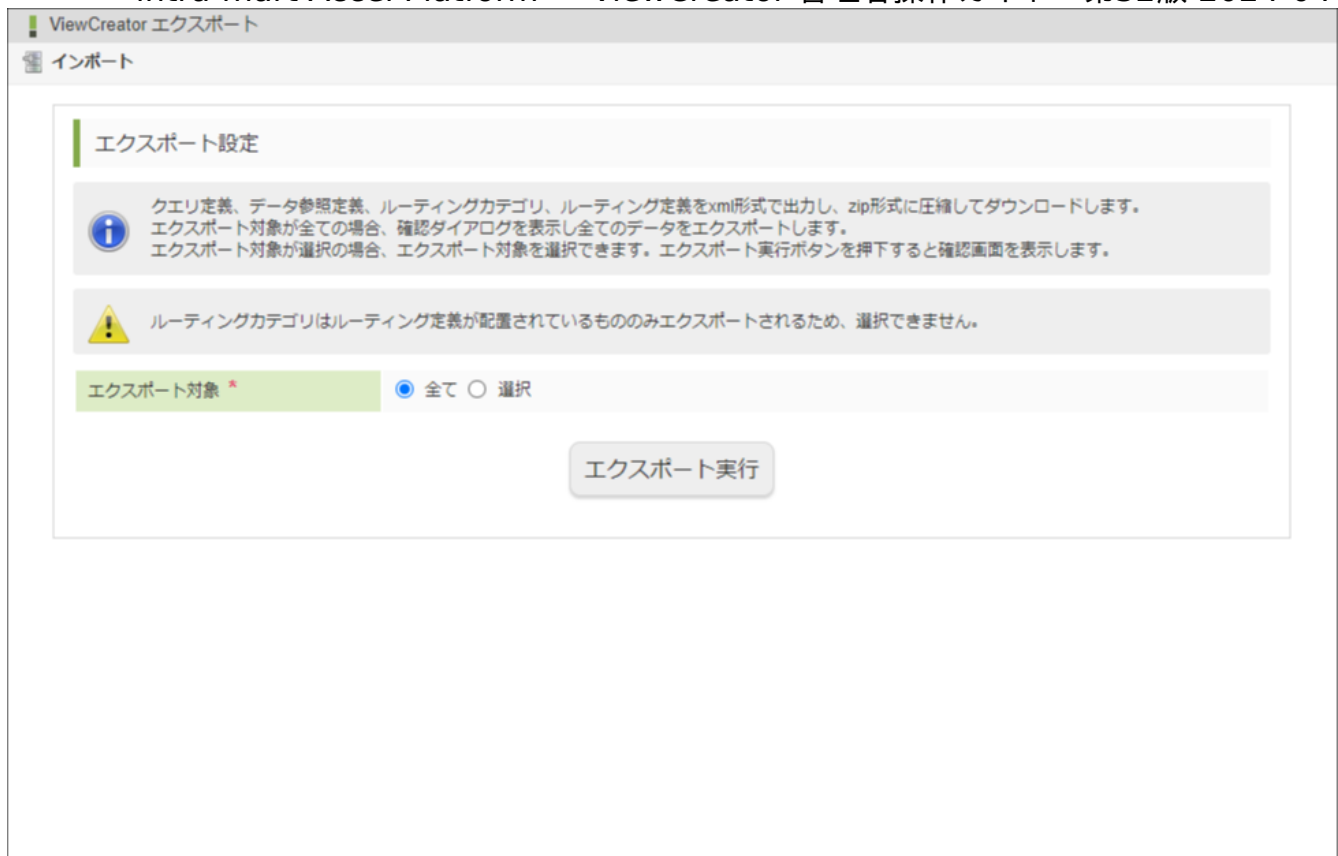 ViewCreator エクスポート
インポート
エクスポート設定
クエリ定義、データ参照定義、ルーティングカテゴリ、ルーティング定義をxml形式で出力し、zip形式に圧縮してダウンロードします。
エクスポート対象が全ての場合、確認ダイアログを表示し全てのデータをエクスポートします。
エクスポート対象が選択の場合、エクスポート対象を選択できます。エクスポート実行ボタンを押下すると確認画面を表示します。
ルーティングカテゴリはルーティング定義が配置されているもののみエクスポートされるため、選択できません。
エクスポート対象 * 全て 選択
エクスポート実行